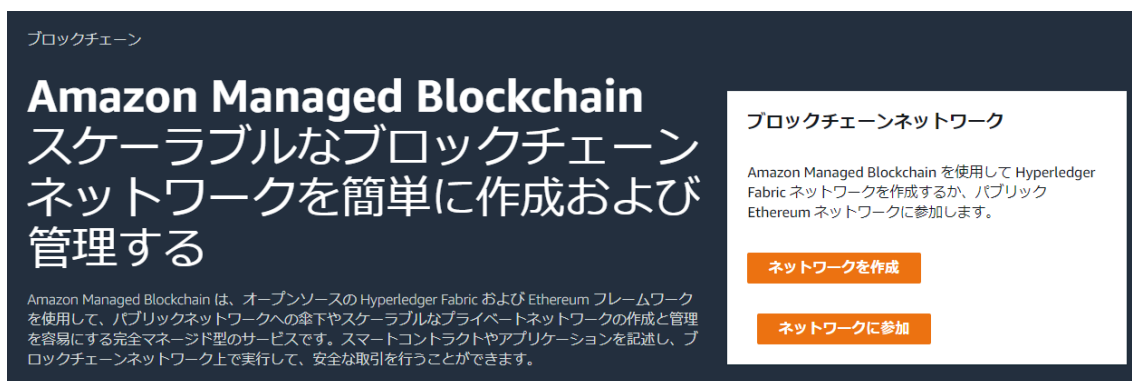 ブロックチェーン
Amazon Managed Blockchain
スケーラブルなブロックチェーン
ネットワークを簡単に作成および
管理する
Amazon Managed Blockchain は、オープンソースの Hyperledger Fabric および Ethereum フレームワーク
を使用して、パブリックネットワークへの傘下やスケーラブルなプライベートネットワークの作成と管理
を容易にする完全マネージド型のサービスです。スマートコントラクトやアプリケーションを記述し、ブ
ロックチェーンネットワーク上で実行して、安全な取引を行うことができます。
ブロックチェーンネットワーク
Amazon Managed Blockchain を使用して Hyperledger
Fabric ネットワークを作成するか、パブリック
Ethereum ネットワークに参加します。
ネットワークを作成
ネットワークに参加